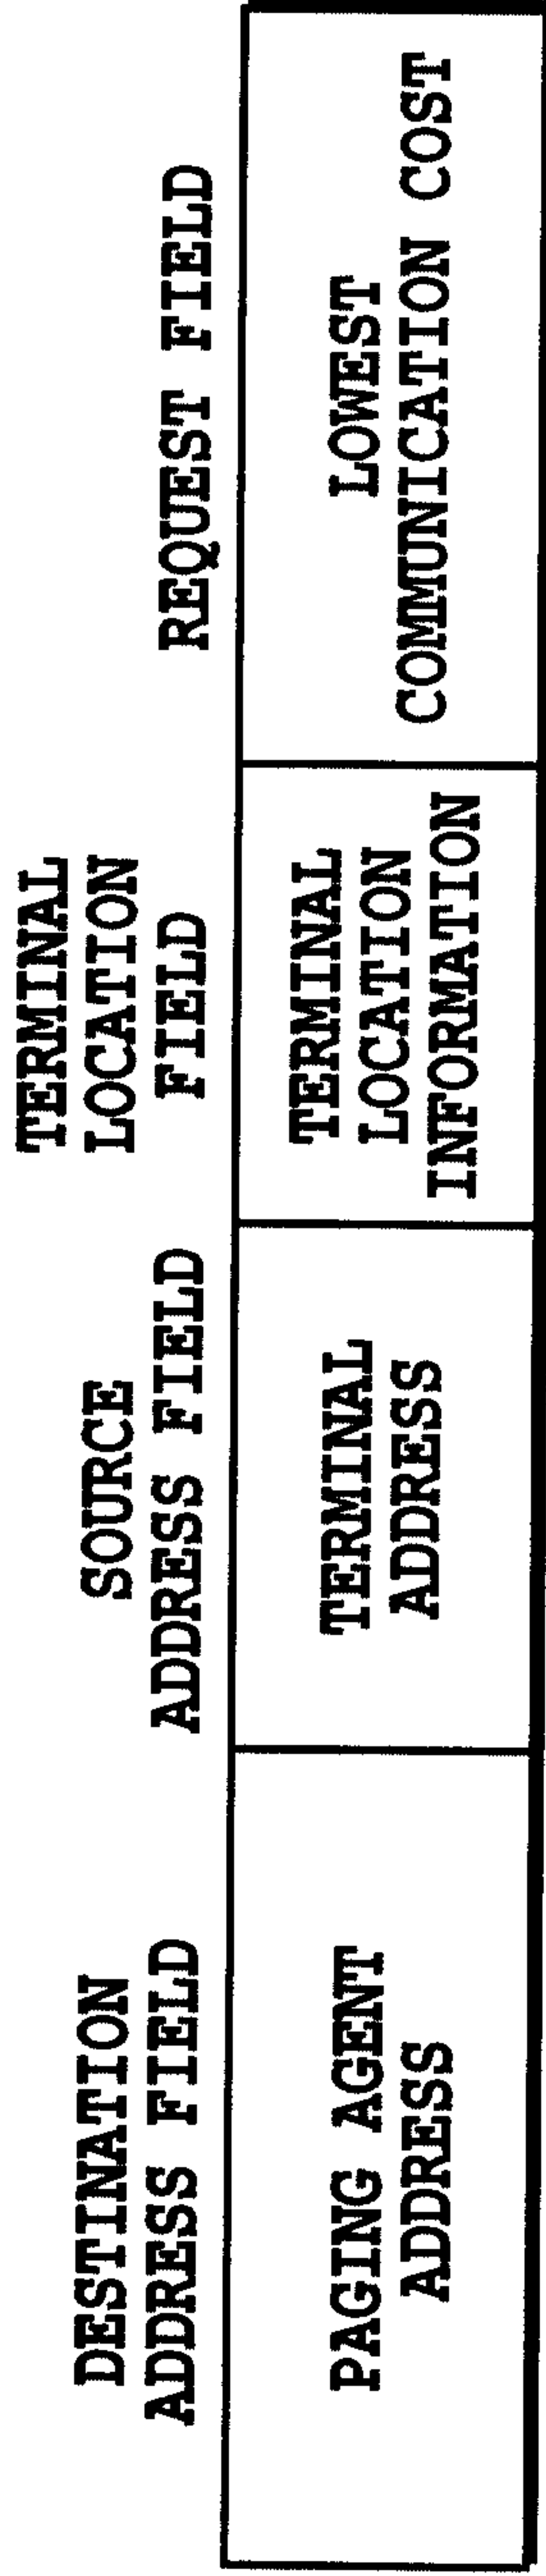 DESTINATION
ADDRESS FIELD
SOURCE
ADDRESS FIELD
TERMINAL
LOCATION
FIELD
REQUEST FIELD
PAGING AGENT
ADDRESS
TERMINAL
ADDRESS
TERMINAL
LOCATION
INFORMATION
LOWEST
COMMUNICATION COST